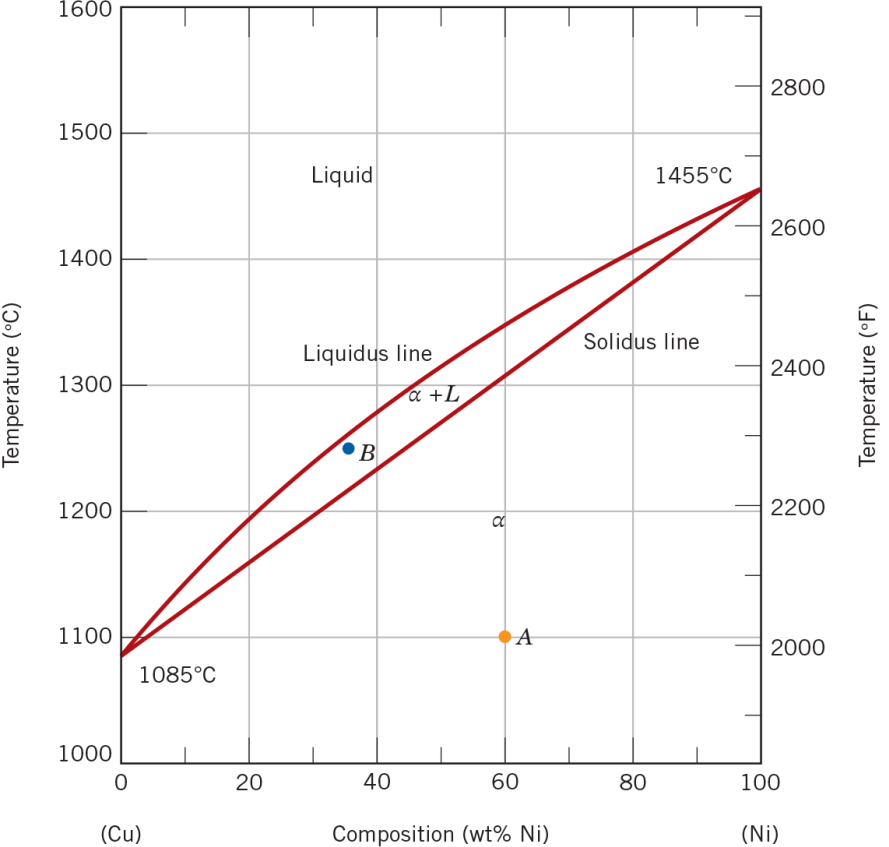 1600
1500
1400
1300
1200
1100
1000
Temperature (°C)
2800
2600
2400
2200
2000
Temperature (°F)
Liquid
1455°C
Solidus line
Liquidus line
α +L
B
α
A
1085°C
0 20 40 60 80 100
(Cu) Composition (wt% Ni) (Ni)